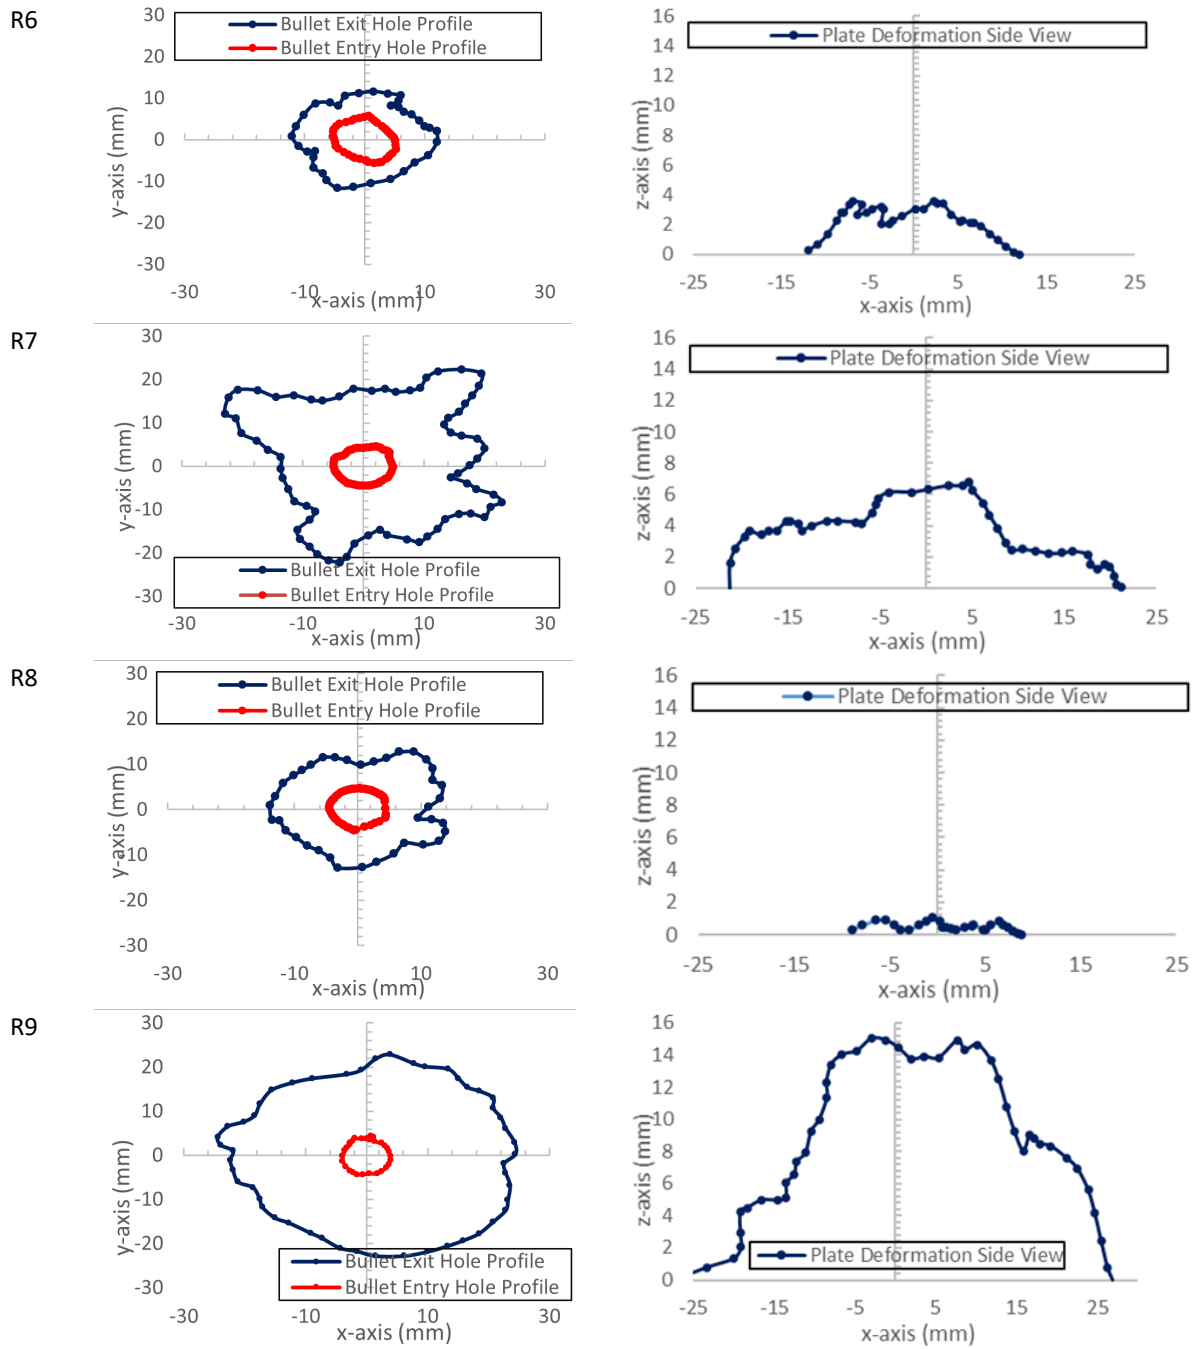 R6
Bullet Exit Hole Profile
Bullet Entry Hole Profile
30
20
10
0
-10
-20
-30
y-axis (mm)
-30 -10 10 30
x-axis (mm)
Plate Deformation Side View
16
14
12
10
8
6
4
2
0
z-axis (mm)
-25 -15 -5 5 15 25
x-axis (mm)
R7
30
20
10
0
-10
-20
-30
y-axis (mm)
Bullet Exit Hole Profile
Bullet Entry Hole Profile
-30 -10 10 30
x-axis (mm)
Plate Deformation Side View
16
14
12
10
8
6
4
2
0
z-axis (mm)
-25 -15 -5 5 15 25
x-axis (mm)
R8
Bullet Exit Hole Profile
Bullet Entry Hole Profile
30
20
10
0
-10
-20
-30
y-axis (mm)
-30 -10 10 30
x-axis (mm)
Plate Deformation Side View
16
14
12
10
8
6
4
2
0
z-axis (mm)
-25 -15 -5 5 15 25
x-axis (mm)
R9
30
20
10
0
-10
-20
-30
y-axis (mm)
Bullet Exit Hole Profile
Bullet Entry Hole Profile
-30 -10 10 30
x-axis (mm)
16
14
12
10
8
6
4
2
0
z-axis (mm)
Plate Deformation Side View
-25 -15 -5 5 15 25
x-axis (mm)